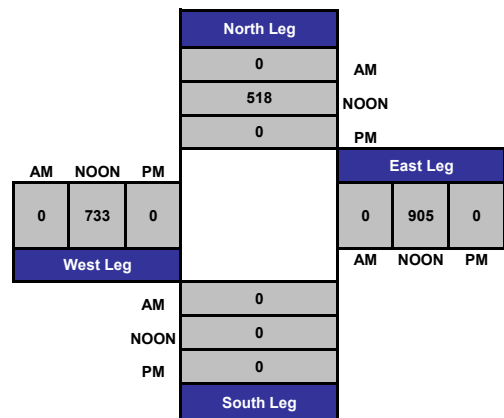 North Leg
0
AM
518
NOON
0
PM
AM NOON PM
East Leg
0 733 0
0 905 0
West Leg
AM NOON PM
AM
0
NOON
0
PM
0
South Leg